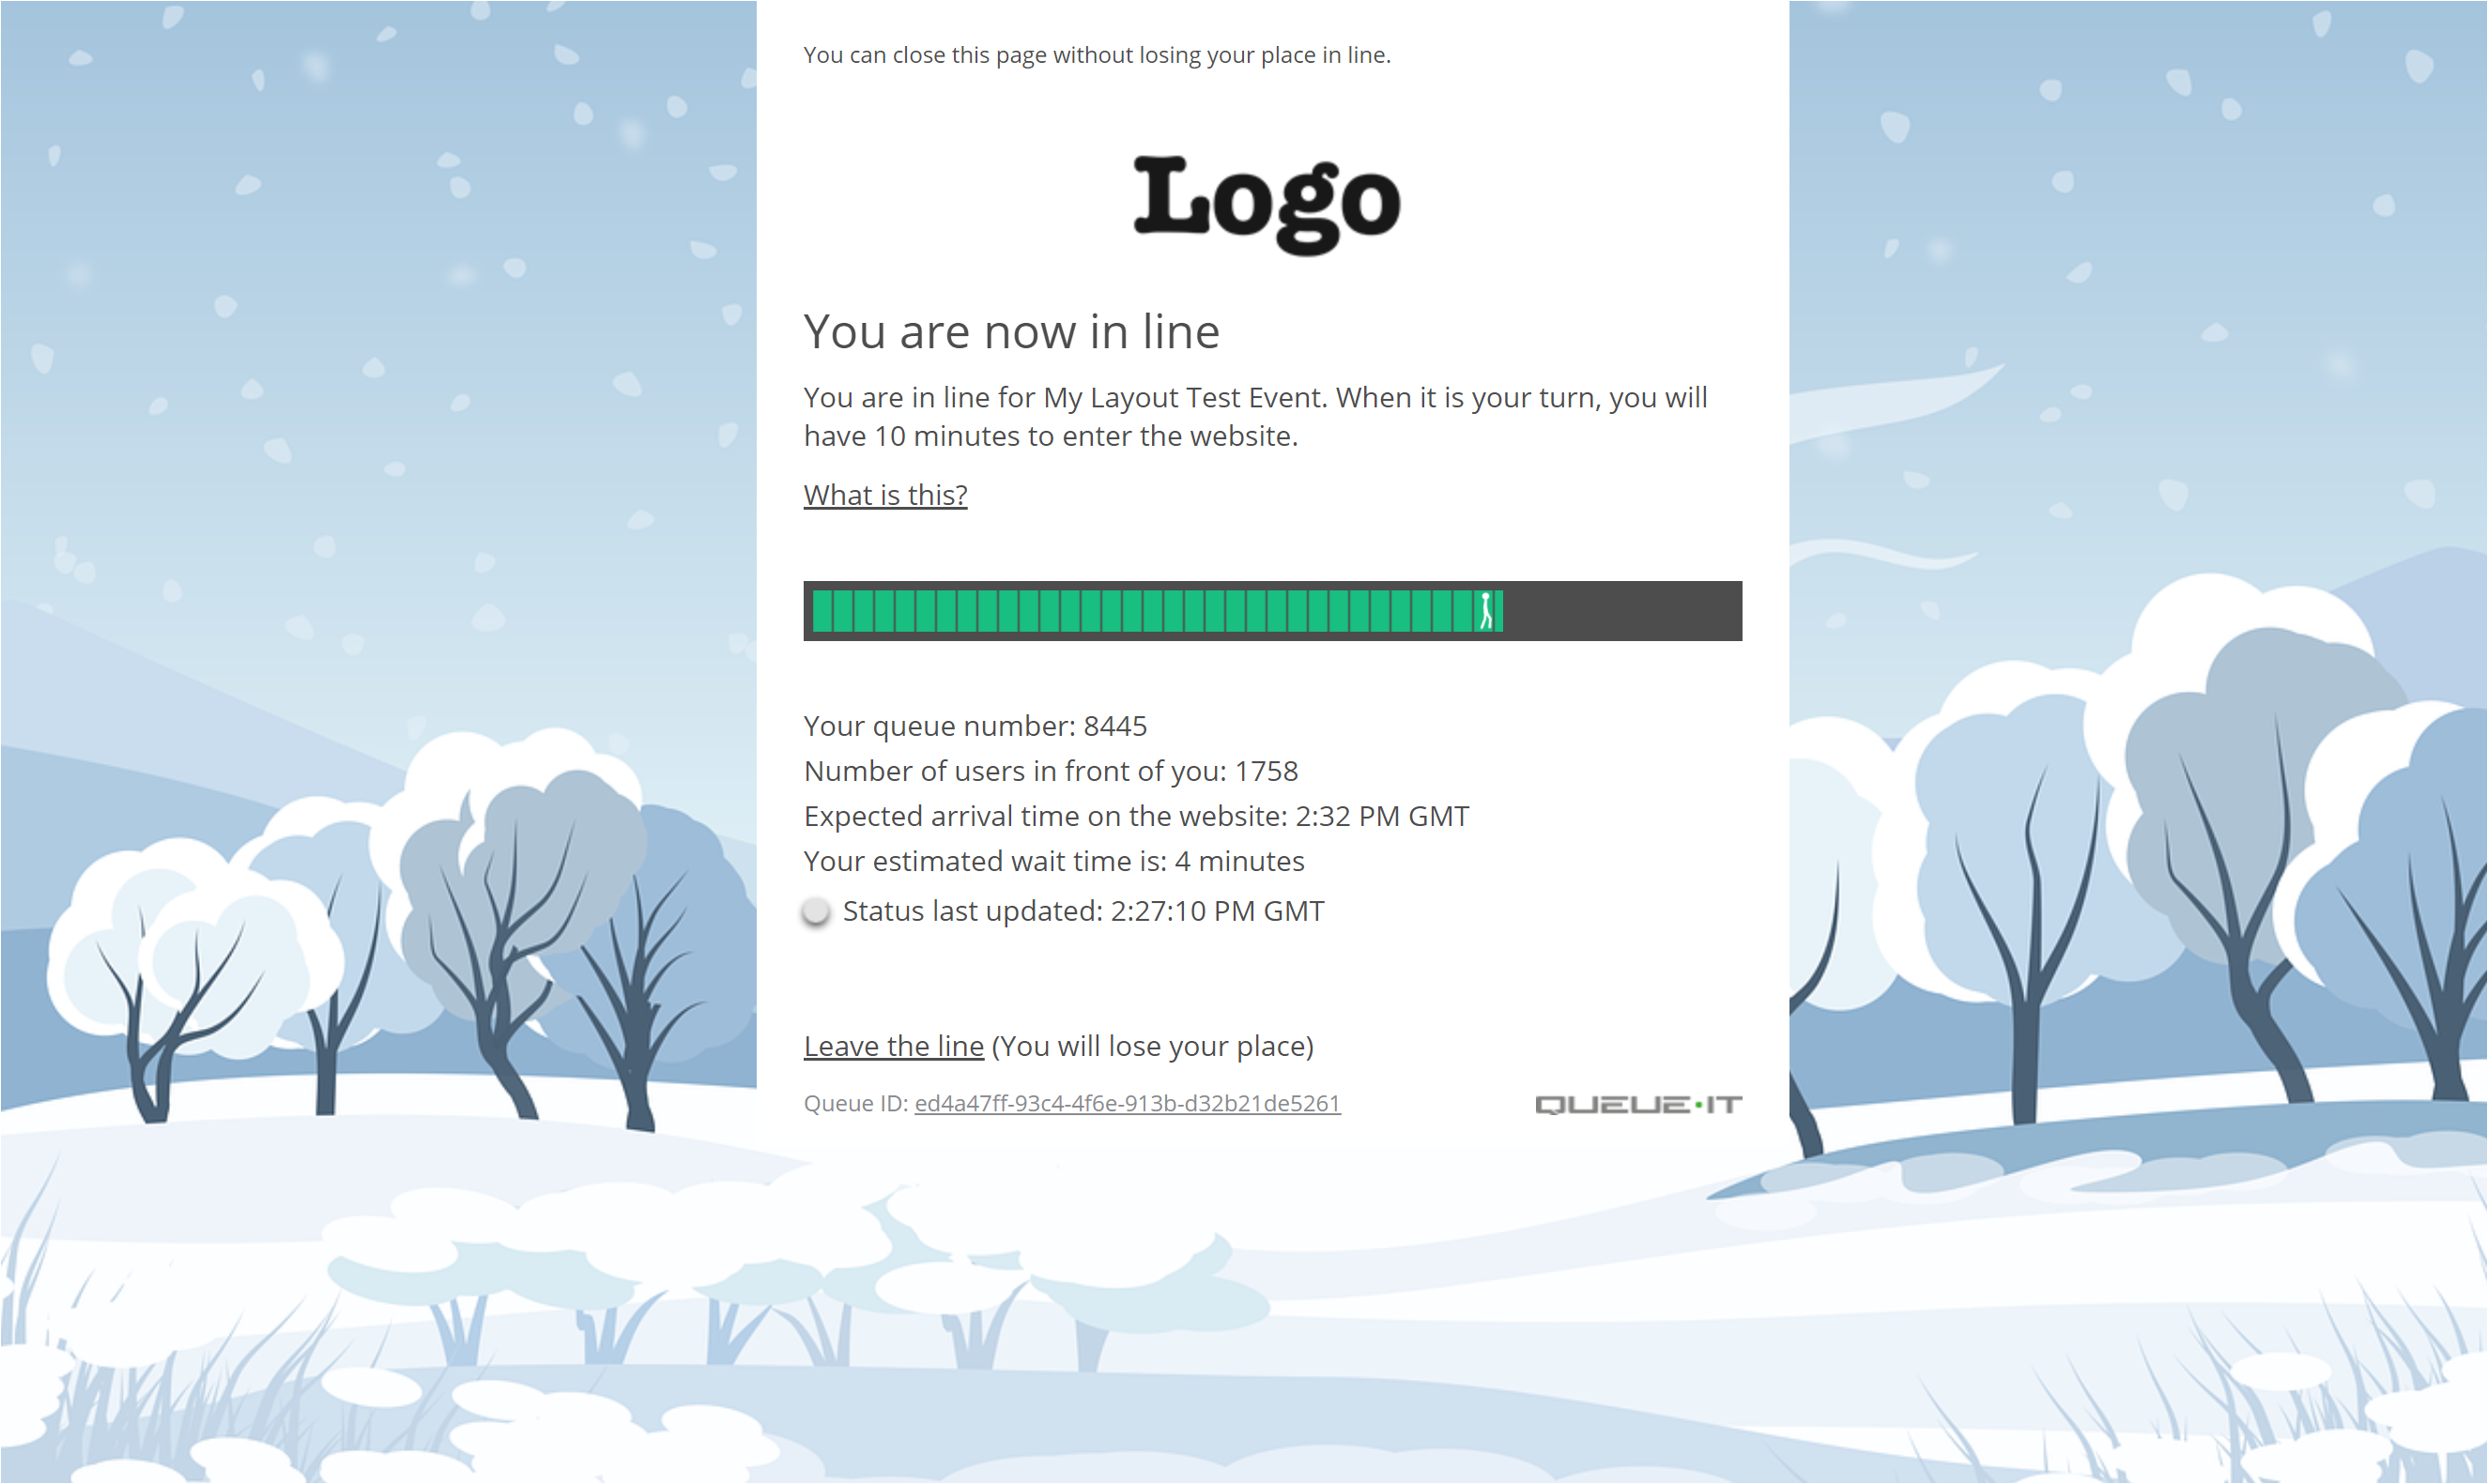 You can close this page without losing your place in line.
Logo
You are now in line
You are in line for My Layout Test Event. When it is your turn, you will
have 10 minutes to enter the website.
What is this?
Your queue number: 8445
Number of users in front of you: 1758
Expected arrival time on the website: 2:32 PM GMT
Your estimated wait time is: 4 minutes
Status last updated: 2:27:10 PM GMT
Leave the line (You will lose your place)
Queue ID: ed4a47ff-93c4-4f6e-913b-d32b21de5261
QUEUE·IT